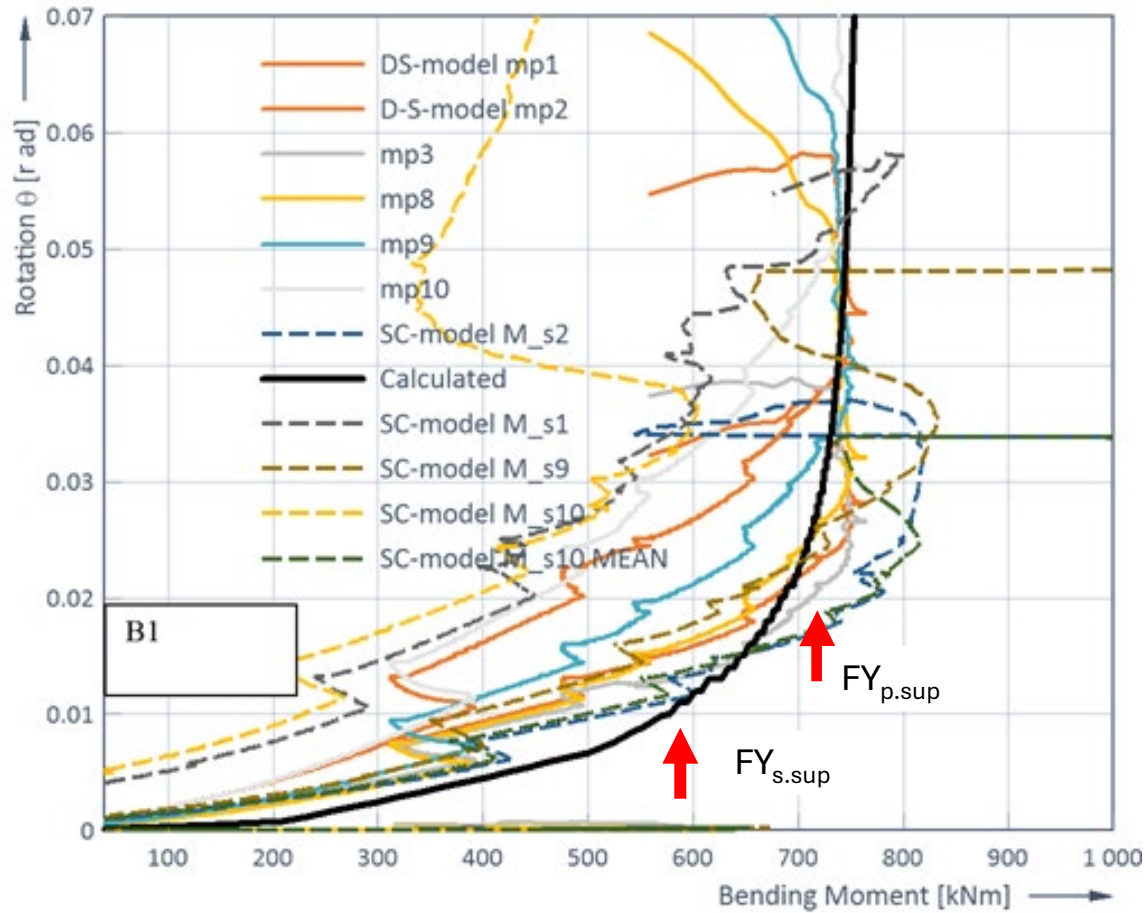 0.07
0.06
0.05
0.04
0.03
0.02
0.01
0
Rotation θ [r ad]
DS-model mp1
D-S-model mp2
mp3
mp8
mp9
mp10
SC-model M_s2
Calculated
SC-model M_s1
SC-model M_s9
SC-model M_s10
SC-model M_s10 MEAN
B1
FYp.sup
FYs.sup
100 200 300 400 500 600 700 800 900 1 000
Bending Moment [kNm]